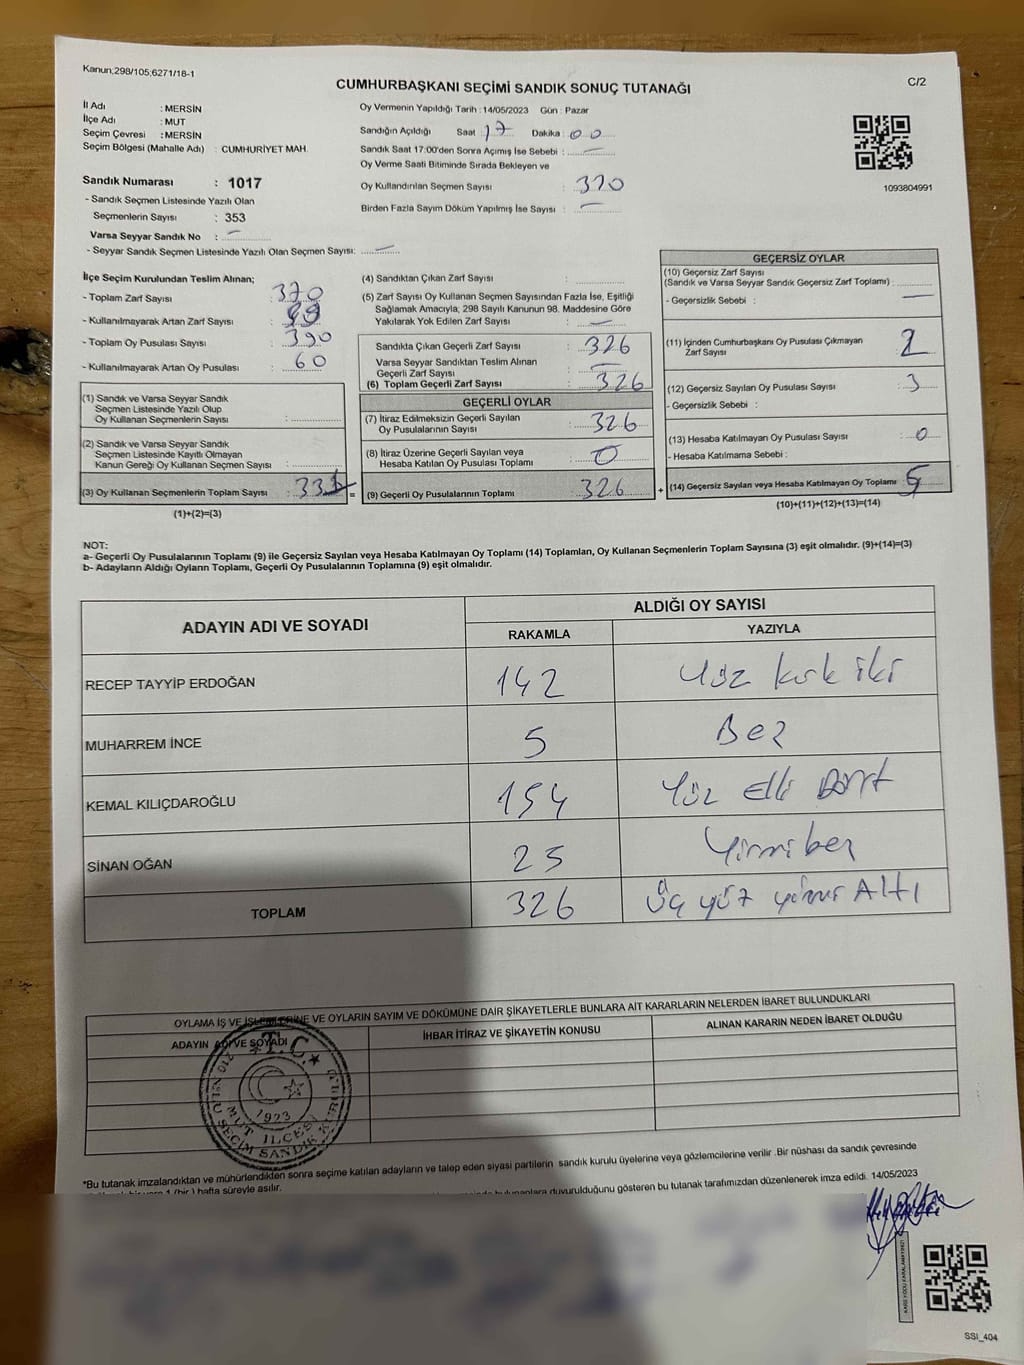 Kanun;298/105;6271/18-1
CUMHURBAŞKANI SEÇİMİ SANDIK SONUÇ TUTANAĞI
C/2
İl Adı : MERSİN
İlçe Adı : MUT
Seçim Çevresi : MERSİN
Seçim Bölgesi (Mahalle Adı) : CUMHURİYET MAH.
Sandık Numarası : 1017
- Sandık Seçmen Listesinde Yazılı Olan
Seçmenlerin Sayısı : 353
Varsa Seyyar Sandık No : –
- Seyyar Sandık Seçmen Listesinde Yazılı Olan Seçmen Sayısı: –
Oy Vermenin Yapıldığı Tarih : 14/05/2023 Gün : Pazar
Sandığın Açıldığı Saat : 17 Dakika : 00
Sandık Saat 17:00'den Sonra Açımış İse Sebebi : –
Oy Verme Saati Bitiminde Sırada Bekleyen ve
Oy Kullandırılan Seçmen Sayısı : 370
Birden Fazla Sayım Döküm Yapılmış İse Sayısı : –
1093804991
İlçe Seçim Kurulundan Teslim Alınan;
- Toplam Zarf Sayısı : 370
- Kullanılmayarak Artan Zarf Sayısı :
- Toplam Oy Pusulası Sayısı : 390
- Kullanılmayarak Artan Oy Pusulası : 60
(1) Sandık ve Varsa Seyyar Sandık
Seçmen Listesinde Yazılı Olup
Oy Kullanan Seçmenlerin Sayısı :
(2) Sandık ve Varsa Seyyar Sandık
Seçmen Listesinde Kayıtlı Olmayan
Kanun Gereği Oy Kullanan Seçmen Sayısı :
(3) Oy Kullanan Seçmenlerin Toplam Sayısı : 331 =
(1)+(2)=(3)
(4) Sandıktan Çıkan Zarf Sayısı :
(5) Zarf Sayısı Oy Kullanan Seçmen Sayısından Fazla İse, Eşitliği
Sağlamak Amacıyla; 298 Sayılı Kanunun 98. Maddesine Göre
Yakılarak Yok Edilen Zarf Sayısı : –
Sandıkta Çıkan Geçerli Zarf Sayısı : 326
Varsa Seyyar Sandıktan Teslim Alınan
Geçerli Zarf Sayısı : –
(6) Toplam Geçerli Zarf Sayısı : 326
GEÇERLİ OYLAR
(7) İtiraz Edilmeksizin Geçerli Sayılan
Oy Pusulalarının Sayısı : 326
(8) İtiraz Üzerine Geçerli Sayılan veya
Hesaba Katılan Oy Pusulası Toplamı : 0
(9) Geçerli Oy Pusulalarının Toplamı : 326 +
GEÇERSİZ OYLAR
(10) Geçersiz Zarf Sayısı
(Sandık ve Varsa Seyyar Sandık Geçersiz Zarf Toplamı) :
- Geçersizlik Sebebi : –
(11) İçinden Cumhurbaşkanı Oy Pusulası Çıkmayan
Zarf Sayısı : 2
(12) Geçersiz Sayılan Oy Pusulası Sayısı : 3
- Geçersizlik Sebebi :
(13) Hesaba Katılmayan Oy Pusulası Sayısı : 0
- Hesaba Katılmama Sebebi :
(14) Geçersiz Sayılan veya Hesaba Katılmayan Oy Toplamı : 5
(10)+(11)+(12)+(13)=(14)
NOT:
a- Geçerli Oy Pusulalarının Toplamı (9) ile Geçersiz Sayılan veya Hesaba Katılmayan Oy Toplamı (14) Toplamları, Oy Kullanan Seçmenlerin Toplam Sayısına (3) eşit olmalıdır. (9)+(14)=(3)
b- Adayların Aldığı Oyların Toplamı, Geçerli Oy Pusulalarının Toplamına (9) eşit olmalıdır.
ADAYIN ADI VE SOYADI
ALDIĞI OY SAYISI
RAKAMLA YAZIYLA
RECEP TAYYİP ERDOĞAN 142 Yüz kırk iki
MUHARREM İNCE 5 Beş
KEMAL KILIÇDAROĞLU 154 Yüz Elli Dört
SİNAN OĞAN 25 Yirmi beş
TOPLAM 326 Üç yüz yirmi Altı
OYLAMA İŞ VE İŞLEMLERİNE VE OYLARIN SAYIM VE DÖKÜMÜNE DAİR ŞİKAYETLERLE BUNLARA AİT KARARLARIN NELERDEN İBARET BULUNDUKLARI
ADAYIN ADI VE SOYADI İHBAR İTİRAZ VE ŞİKAYETİN KONUSU ALINAN KARARIN NEDEN İBARET OLDUĞU
T.C.
1923
MUT İLÇESİ
SEÇİM SANDIK KURULU
*Bu tutanak imzalandıktan ve mühürlendikten sonra seçime katılan adayların ve talep eden siyasi partilerin sandık kurulu üyelerine veya gözlemcilerine verilir .Bir nüshası da sandık çevresinde
1 (bir) hafta süreyle asılır.
duyurulduğunu gösteren bu tutanak tarafımızdan düzenlenerek imza edildi. 14/05/2023
SSI_404